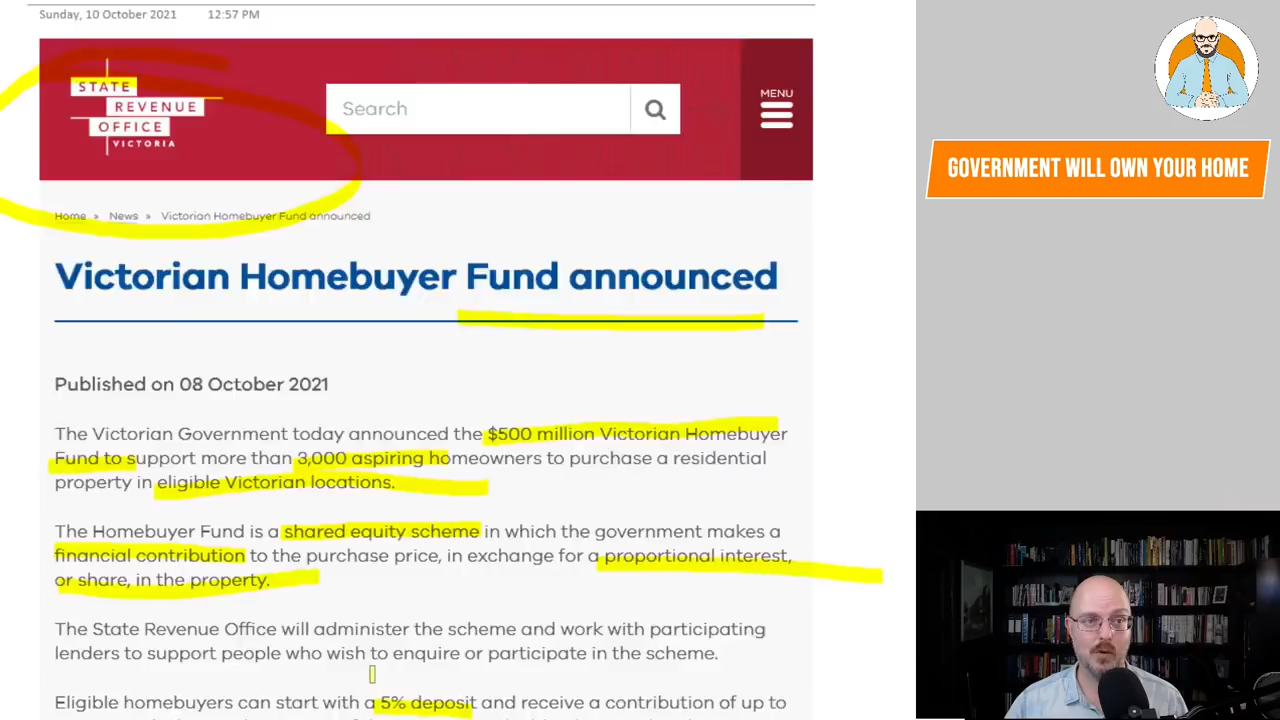 Sunday, 10 October 2021 12:57 PM
STATE
REVENUE
OFFICE
VICTORIA
Search
MENU
GOVERNMENT WILL OWN YOUR HOME
Home » News » Victorian Homebuyer Fund announced
Victorian Homebuyer Fund announced
Published on 08 October 2021
The Victorian Government today announced the $500 million Victorian Homebuyer
Fund to support more than 3,000 aspiring homeowners to purchase a residential
property in eligible Victorian locations.
The Homebuyer Fund is a shared equity scheme in which the government makes a
financial contribution to the purchase price, in exchange for a proportional interest,
or share, in the property.
The State Revenue Office will administer the scheme and work with participating
lenders to support people who wish to enquire or participate in the scheme.
Eligible homebuyers can start with a 5% deposit and receive a contribution of up to